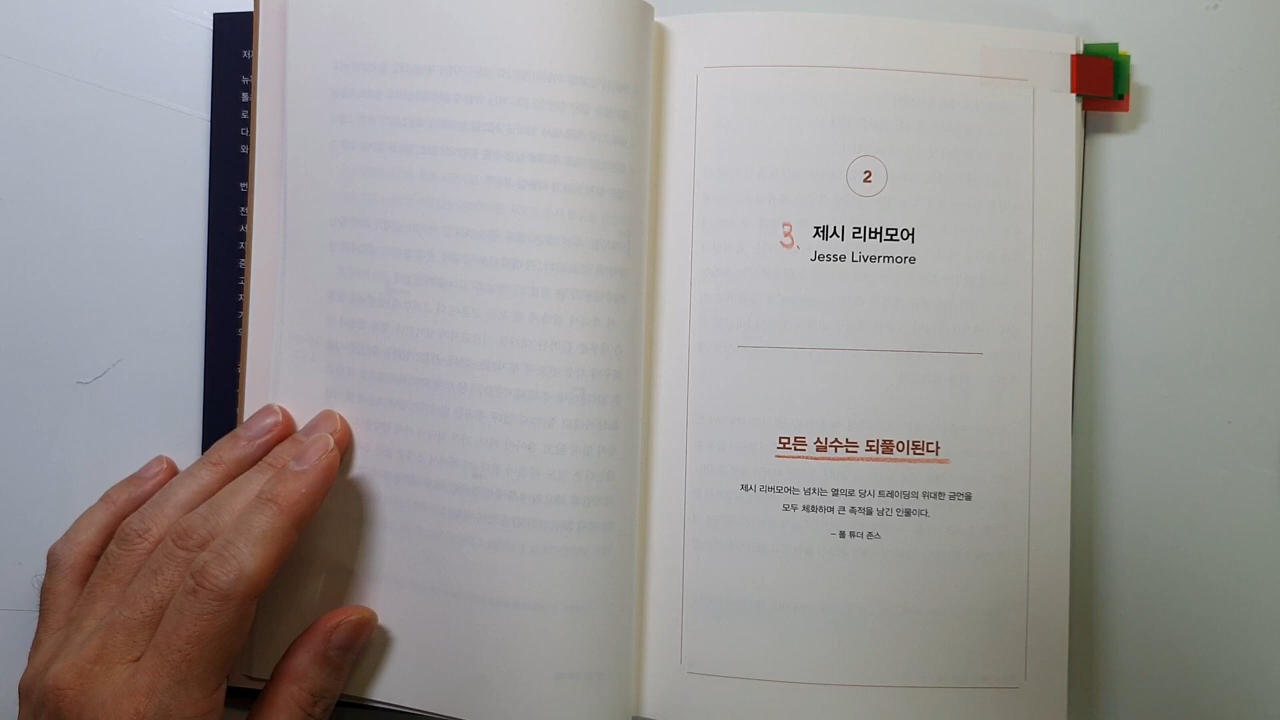 2
3. 제시 리버모어
Jesse Livermore
모든 실수는 되풀이된다
제시 리버모어는 넘치는 열의로 당시 트레이딩의 위대한 금언을
모두 체화하며 큰 족적을 남긴 인물이다.
– 폴 튜더 존스